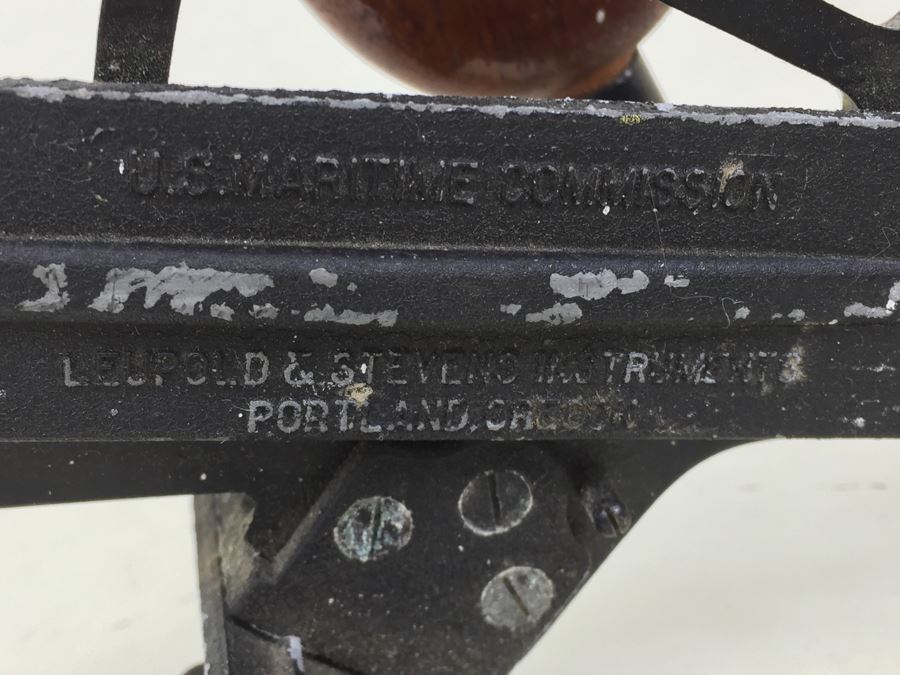 U.S. MARITIME COMMISSION
LEUPOLD & STEVENS INSTRUMENTS
PORTLAND, OREGON